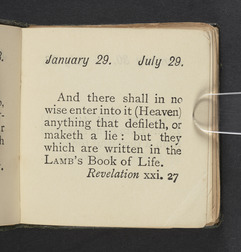 January 29. July 29.
And there shall in no
wise enter into it (Heaven)
anything that defileth, or
maketh a lie: but they
which are written in the
LAMB'S Book of Life.
Revelation xxi. 27